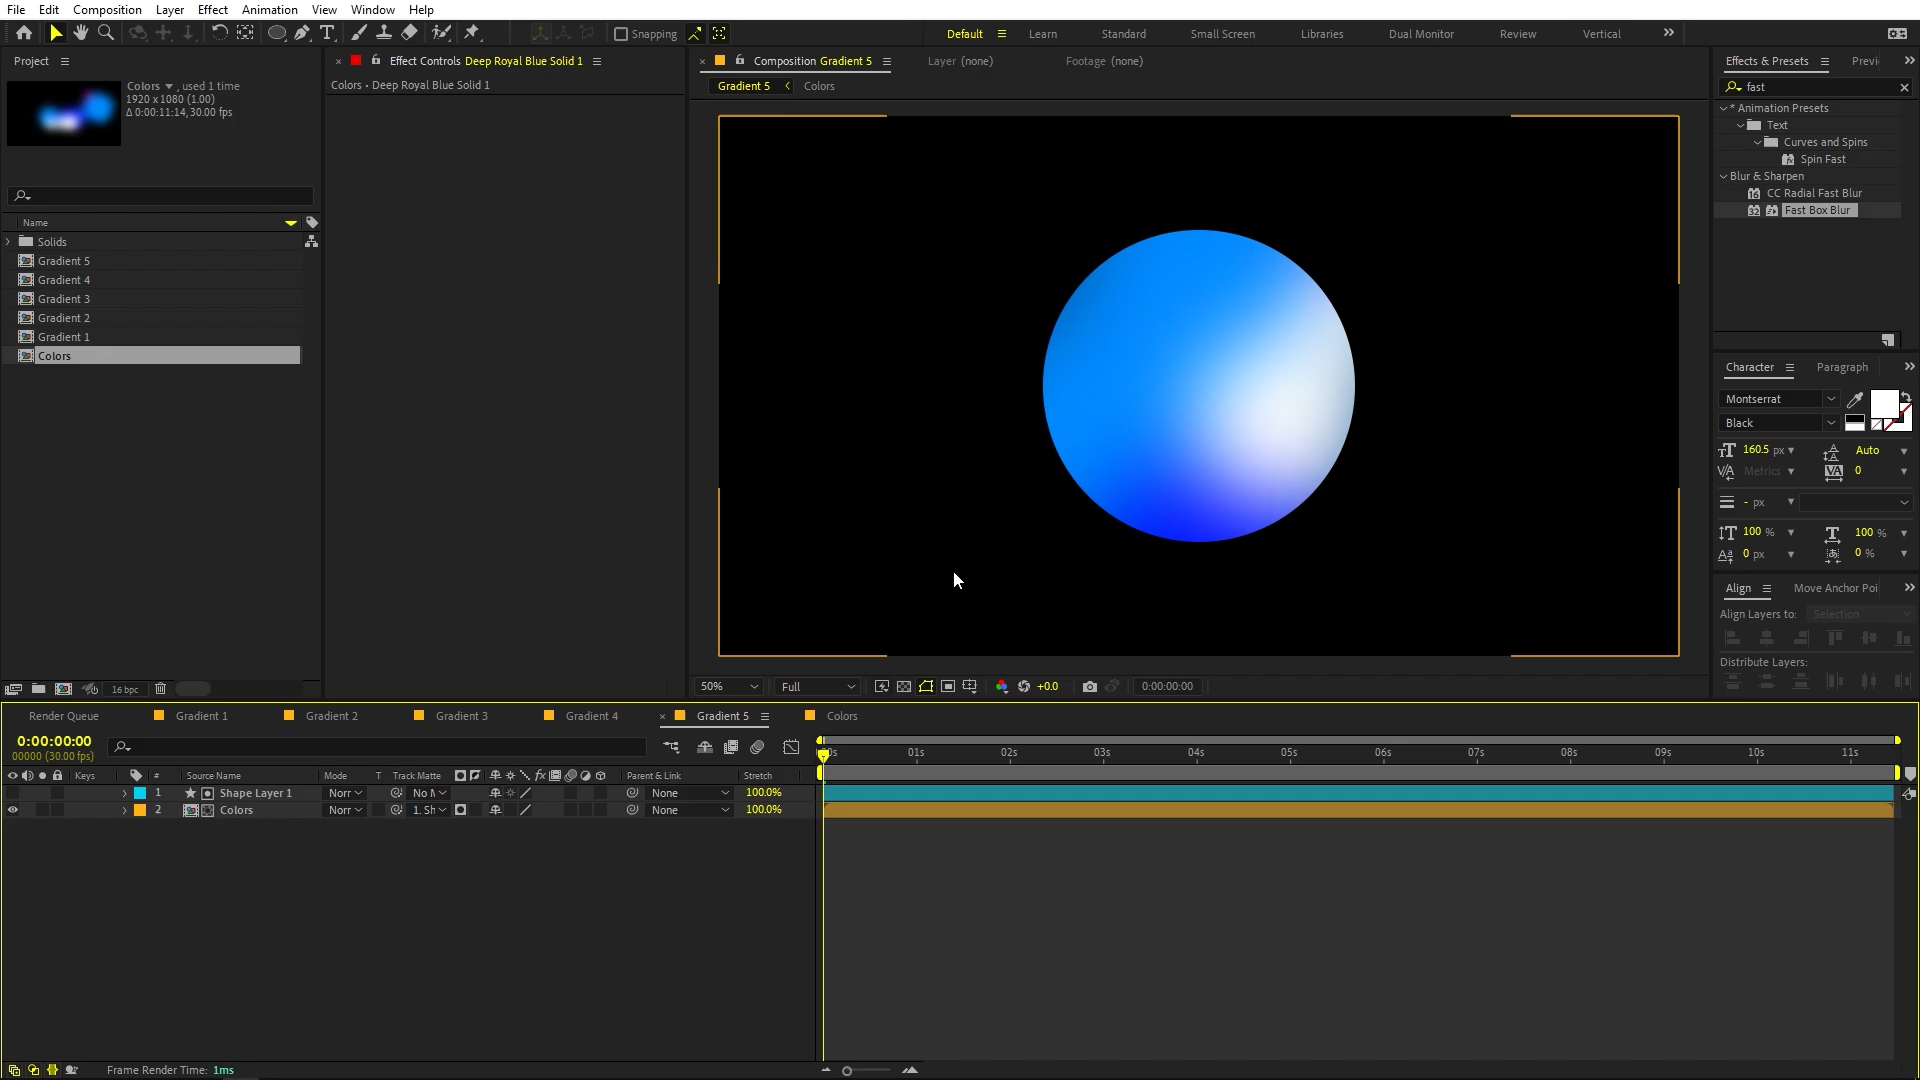 File Edit Composition Layer Effect Animation View Window Help
Snapping
Default Learn Standard Small Screen Libraries Dual Monitor Review Vertical
Project
Colors , used 1 time
1920 x 1080 (1.00)
Δ 0:00:11:14, 30.00 fps
Name
Solids
Gradient 5
Gradient 4
Gradient 3
Gradient 2
Gradient 1
Colors
16 bpc
Effect Controls Deep Royal Blue Solid 1
Colors • Deep Royal Blue Solid 1
Composition Gradient 5 Layer (none) Footage (none)
Gradient 5 Colors
50% Full +0.0 0:00:00:00
Effects & Presets Previ
fast
* Animation Presets
Text
Curves and Spins
Spin Fast
Blur & Sharpen
CC Radial Fast Blur
Fast Box Blur
Character Paragraph
Montserrat
Black
160.5 px Auto
Metrics 0
- px
100 % 100 %
0 px 0 %
Align Move Anchor Poi
Align Layers to: Selection
Distribute Layers:
Render Queue Gradient 1 Gradient 2 Gradient 3 Gradient 4 Gradient 5 Colors
0:00:00:00
00000 (30.00 fps)
00s 01s 02s 03s 04s 05s 06s 07s 08s 09s 10s 11s
Keys # Source Name Mode T Track Matte fx Parent & Link Stretch
1 Shape Layer 1 Norr No M None 100.0%
2 Colors Norr 1. Sh None 100.0%
Frame Render Time: 1ms